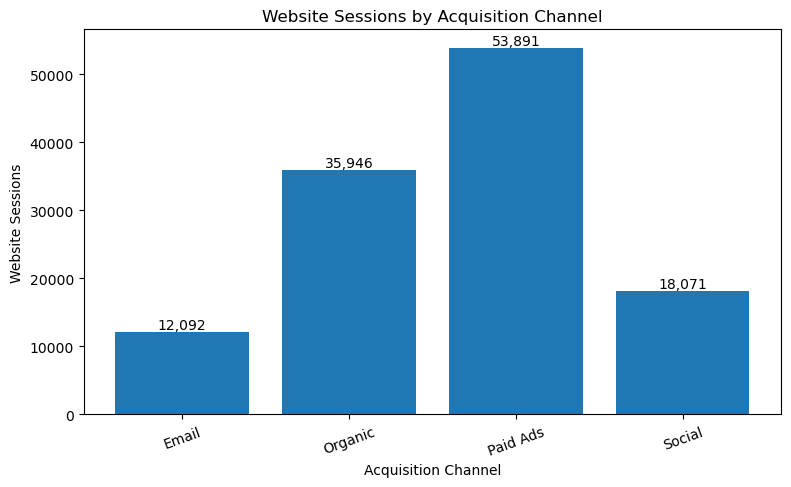 Website Sessions by Acquisition Channel
53,891
50000
40000
35,946
30000
Website Sessions
20000
18,071
12,092
10000
0
Email
Organic
Paid Ads
Social
Acquisition Channel